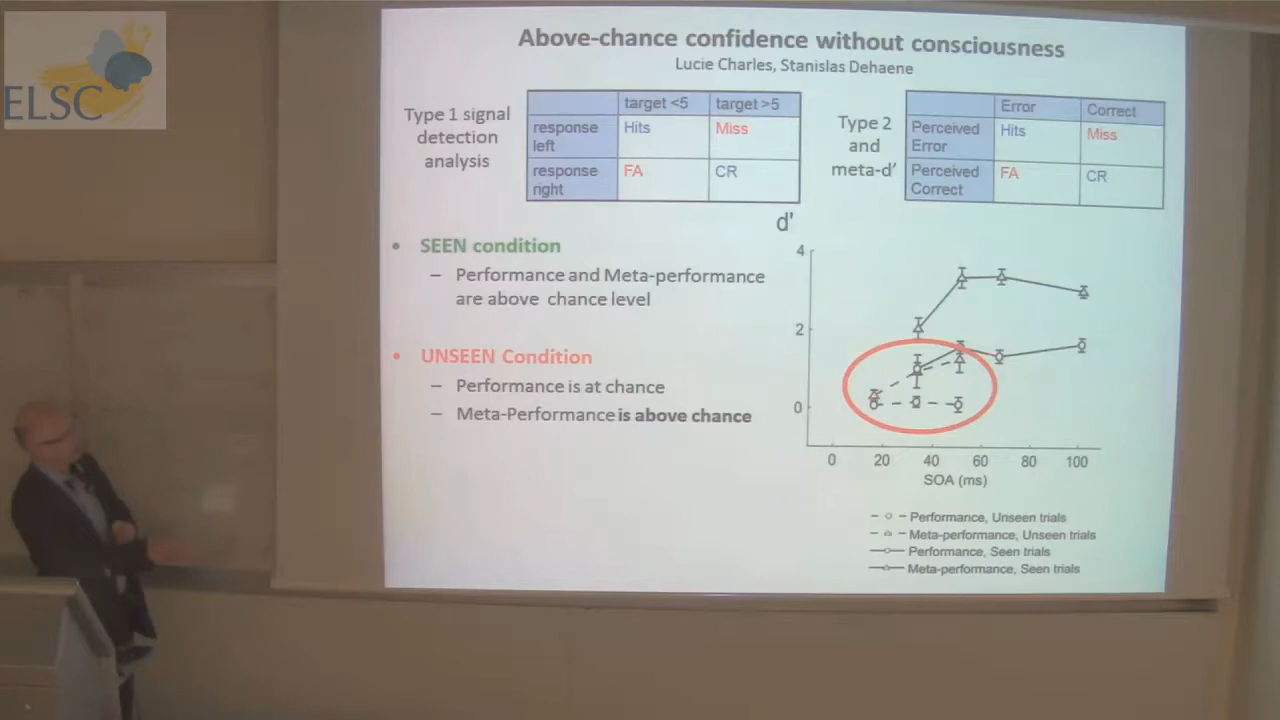 ELSC
Above-chance confidence without consciousness
Lucie Charles, Stanislas Dehaene
Type 1 signal
detection
analysis
target <5 target >5
response
left
Hits Miss
response
right
FA CR
Type 2
and
meta-d'
Error Correct
Perceived
Error
Hits Miss
Perceived
Correct
FA CR
• SEEN condition
– Performance and Meta-performance
are above chance level
• UNSEEN Condition
– Performance is at chance
– Meta-Performance is above chance
d'
4
2
0
0 20 40 60 80 100
SOA (ms)
Performance, Unseen trials
Meta-performance, Unseen trials
Performance, Seen trials
Meta-performance, Seen trials